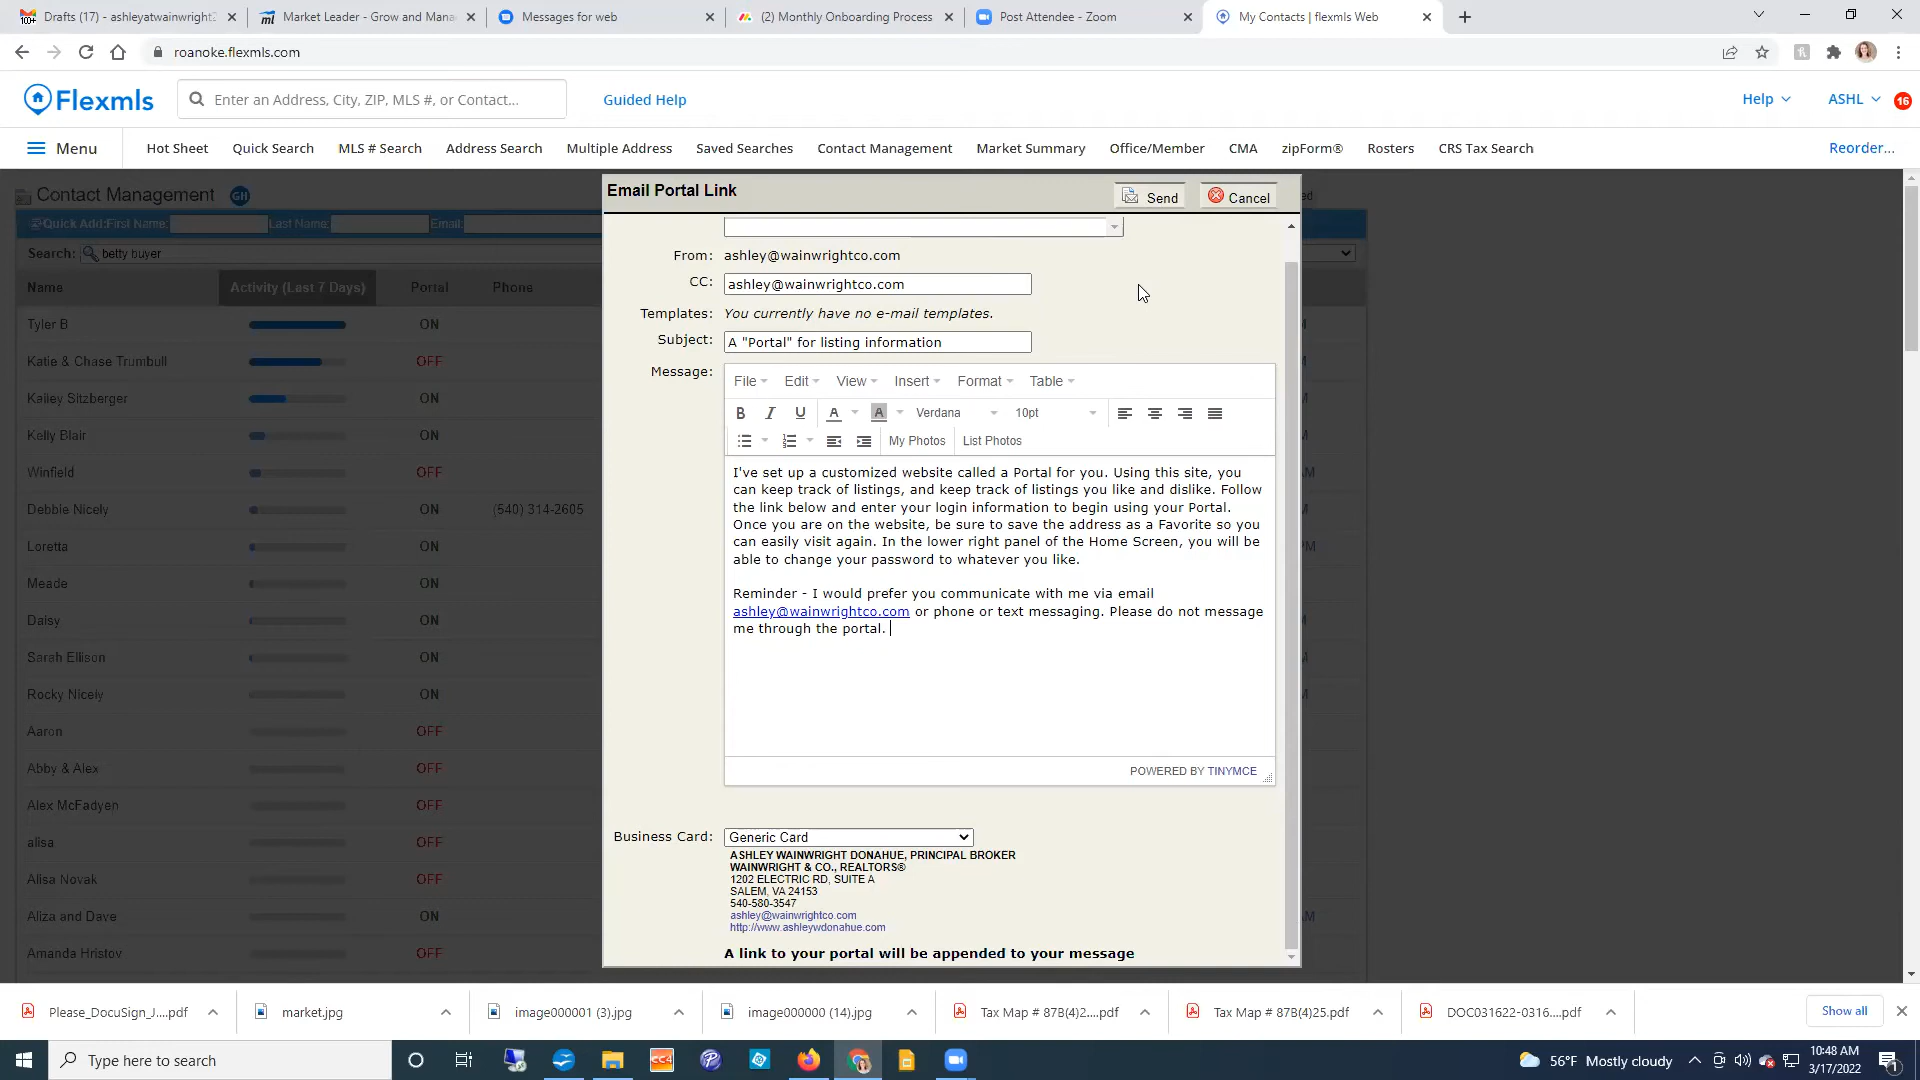 Drafts (17) - ashleyatwainwright
Market Leader - Grow and Mana
Messages for web
(2) Monthly Onboarding Process
Post Attendee - Zoom
My Contacts | flexmls Web
roanoke.flexmls.com
Flexmls
Enter an Address, City, ZIP, MLS #, or Contact...
Guided Help
Help
ASHL
16
Menu
Hot Sheet
Quick Search
MLS # Search
Address Search
Multiple Address
Saved Searches
Contact Management
Market Summary
Office/Member
CMA
zipForm®
Rosters
CRS Tax Search
Reorder...
Contact Management GH
Quick Add: First Name: Last Name: Email:
Search: betty buyer
Name Activity (Last 7 Days) Portal Phone
Tyler B ON
Katie & Chase Trumbull OFF
Kailey Sitzberger ON
Kelly Blair ON
Winfield OFF
Debbie Nicely ON (540) 314-2605
Loretta ON
Meade ON
Daisy ON
Sarah Ellison ON
Rocky Nicely ON
Aaron OFF
Abby & Alex OFF
Alex McFadyen OFF
alisa OFF
Alisa Novak OFF
Aliza and Dave ON
Amanda Hristov OFF
Email Portal Link
Send
Cancel
From: ashley@wainwrightco.com
CC: ashley@wainwrightco.com
Templates: You currently have no e-mail templates.
Subject: A "Portal" for listing information
Message:
File Edit View Insert Format Table
B I U A A Verdana 10pt
My Photos List Photos
I've set up a customized website called a Portal for you. Using this site, you
can keep track of listings, and keep track of listings you like and dislike. Follow
the link below and enter your login information to begin using your Portal.
Once you are on the website, be sure to save the address as a Favorite so you
can easily visit again. In the lower right panel of the Home Screen, you will be
able to change your password to whatever you like.
Reminder - I would prefer you communicate with me via email
ashley@wainwrightco.com or phone or text messaging. Please do not message
me through the portal.
POWERED BY TINYMCE
Business Card: Generic Card
ASHLEY WAINWRIGHT DONAHUE, PRINCIPAL BROKER
WAINWRIGHT & CO., REALTORS®
1202 ELECTRIC RD, SUITE A
SALEM, VA 24153
540-580-3547
ashley@wainwrightco.com
http://www.ashleywdonahue.com
A link to your portal will be appended to your message
Please_DocuSign_J....pdf
market.jpg
image000001 (3).jpg
image000000 (14).jpg
Tax Map # 87B(4)2....pdf
Tax Map # 87B(4)25.pdf
DOC031622-0316....pdf
Show all
Type here to search
56°F Mostly cloudy
10:48 AM
3/17/2022